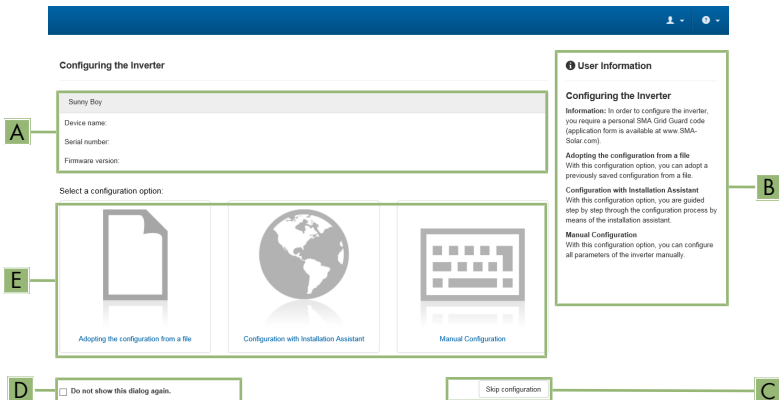 Configuring the Inverter
Sunny Boy
Device name:
Serial number:
Firmware version:
A
Select a configuration option:
Adopting the configuration from a file
Configuration with Installation Assistant
Manual Configuration
E
Do not show this dialog again.
D
Skip configuration
C
User Information
Configuring the Inverter
Information: In order to configure the inverter,
you require a personal SMA Grid Guard code
(application form is available at www.SMA-
Solar.com).
Adopting the configuration from a file
With this configuration option, you can adopt a
previously saved configuration from a file.
Configuration with Installation Assistant
With this configuration option, you are guided
step by step through the configuration process by
means of the installation assistant.
Manual Configuration
With this configuration option, you can configure
all parameters of the inverter manually.
B